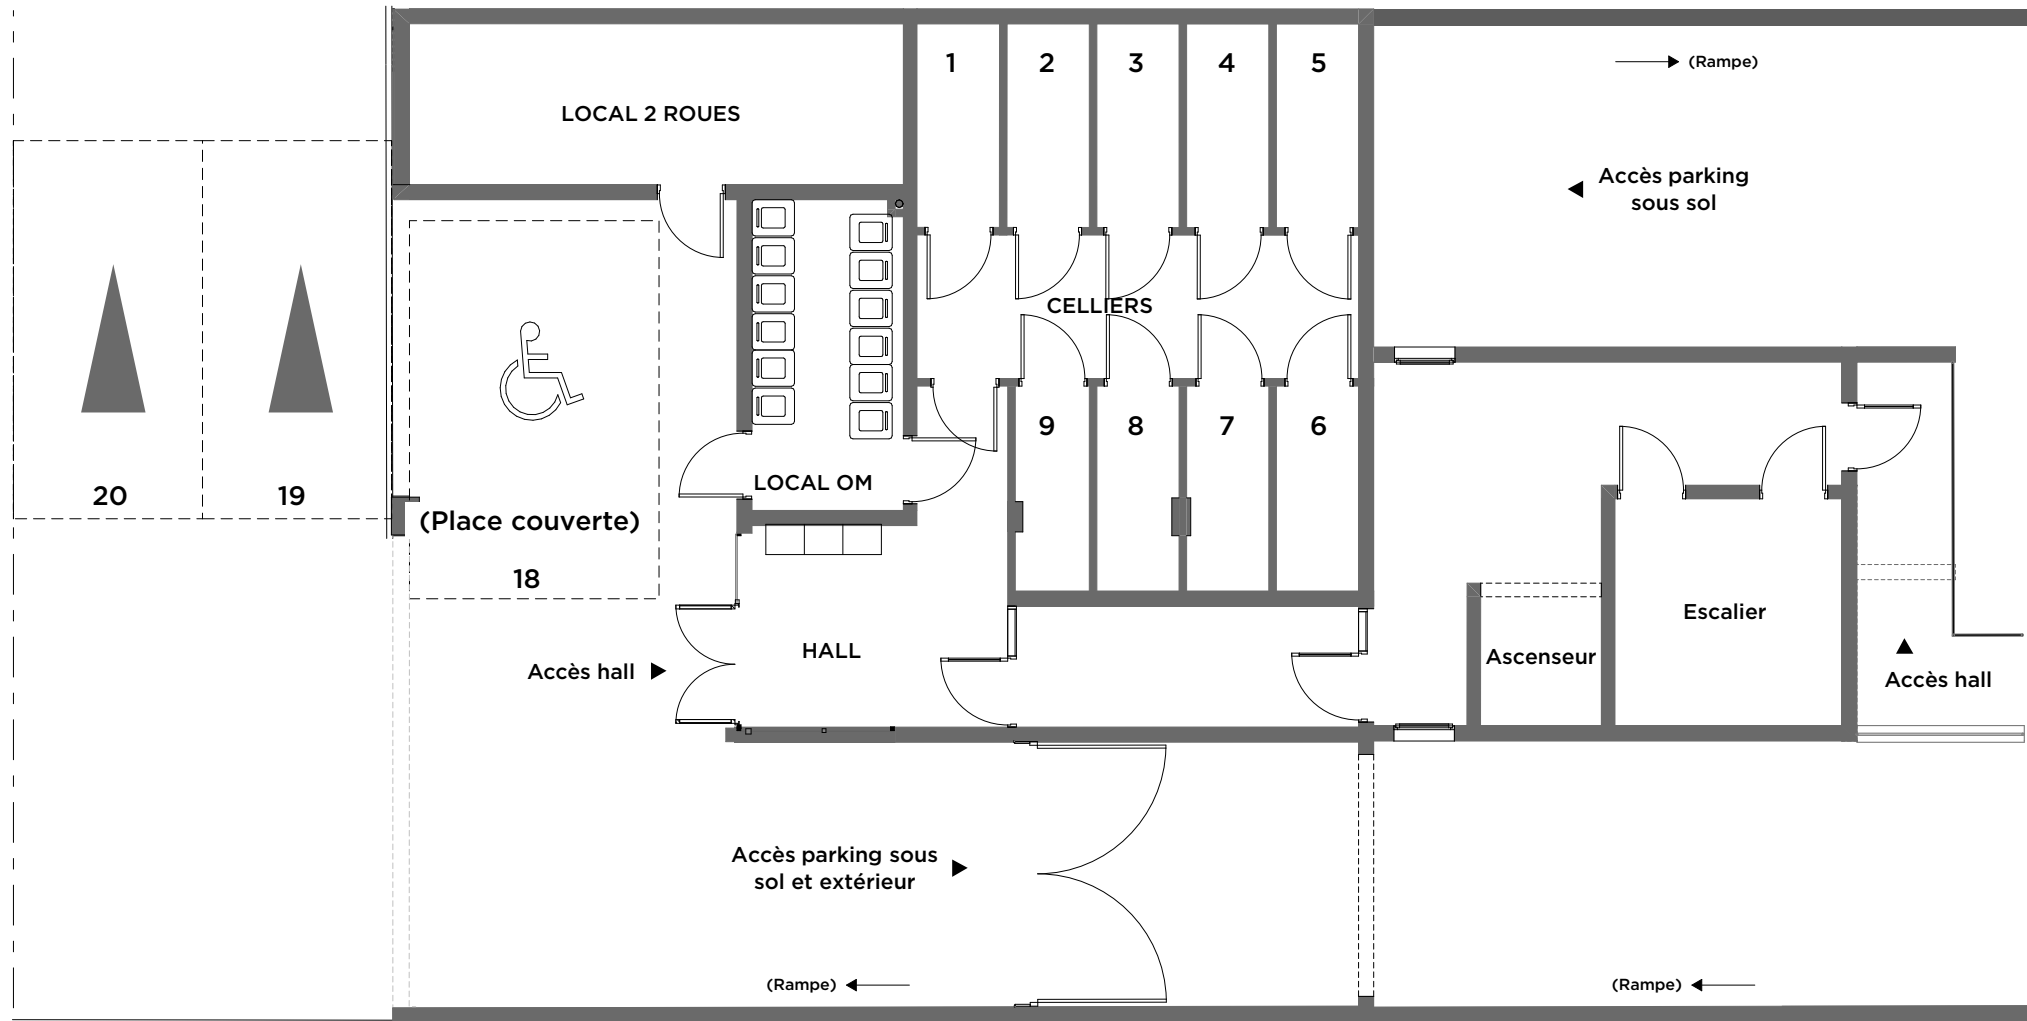 1
2
3
4
5
(Rampe)
LOCAL 2 ROUES
Accès parking
sous sol
CELLIERS
9
8
7
6
LOCAL OM
20
19
(Place couverte)
18
Escalier
HALL
Ascenseur
Accès hall
Accès hall
Accès parking sous
sol et extérieur
(Rampe)
(Rampe)